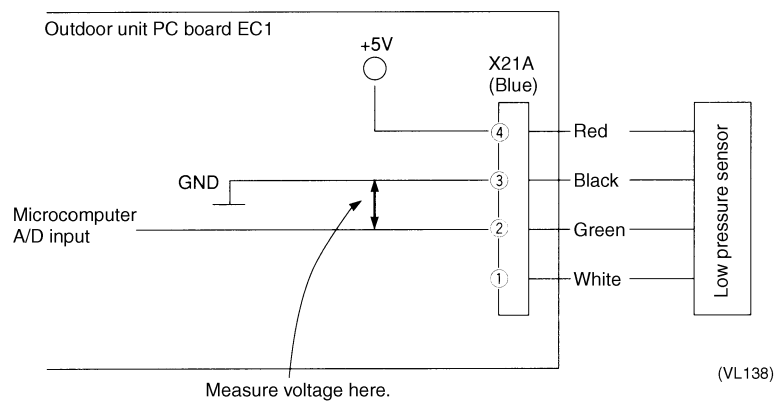 Outdoor unit PC board EC1
+5V
X21A
(Blue)
4
Red
GND
3
Black
Microcomputer
A/D input
2
Green
1
White
Low pressure sensor
Measure voltage here.
(VL138)